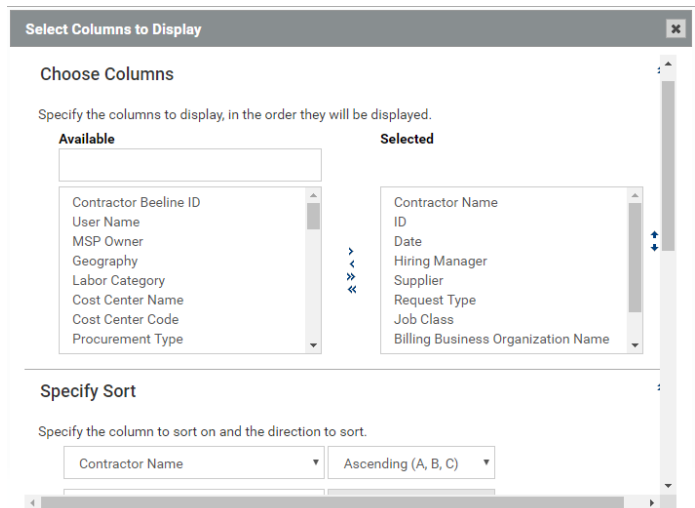 Select Columns to Display
Choose Columns
Specify the columns to display, in the order they will be displayed.
Available
Selected
Contractor Beeline ID
User Name
MSP Owner
Geography
Labor Category
Cost Center Name
Cost Center Code
Procurement Type
Contractor Name
ID
Date
Hiring Manager
Supplier
Request Type
Job Class
Billing Business Organization Name
Specify Sort
Specify the column to sort on and the direction to sort.
Contractor Name
Ascending (A, B, C)